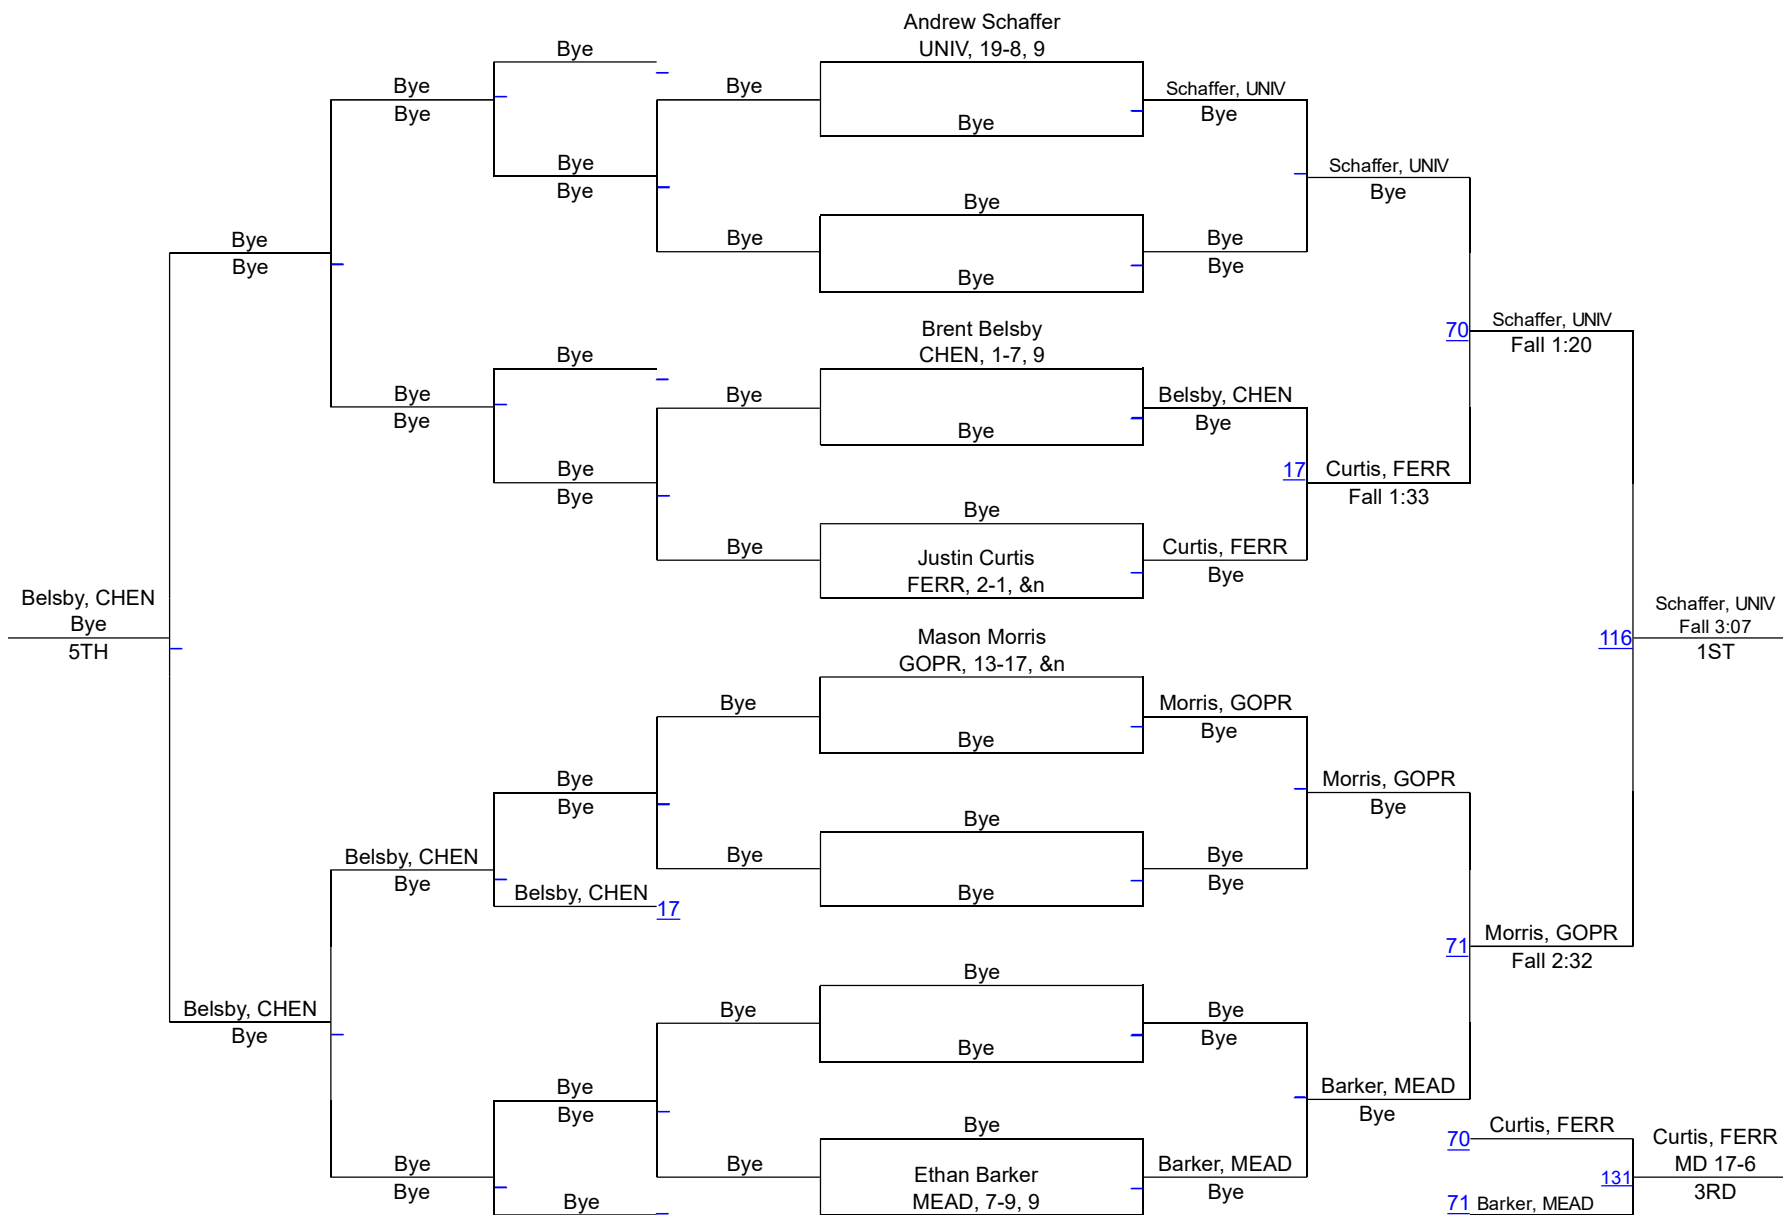 Andrew Schaffer
UNIV, 19-8, 9
Bye
Bye
Schaffer, UNIV
Bye
Bye
Bye
Bye
Bye
Schaffer, UNIV
Bye
Bye
Bye
Bye
Bye
Bye
Bye
Bye
Bye
Bye
Brent Belsby
CHEN, 1-7, 9
70
Schaffer, UNIV
Fall 1:20
Bye
Bye
Bye
Bye
Belsby, CHEN
Bye
Bye
Bye
Bye
17
Curtis, FERR
Fall 1:33
Bye
Bye
Justin Curtis
FERR, 2-1, &n
Curtis, FERR
Bye
Belsby, CHEN
Bye
5TH
Mason Morris
GOPR, 13-17, &n
Schaffer, UNIV
Fall 3:07
116
1ST
Bye
Morris, GOPR
Bye
Bye
Bye
Bye
Morris, GOPR
Bye
Bye
Belsby, CHEN
Bye
Bye
Bye
Bye
Bye
Belsby, CHEN
17
71
Morris, GOPR
Fall 2:32
Bye
Belsby, CHEN
Bye
Bye
Bye
Bye
Bye
Bye
Bye
Barker, MEAD
Bye
Bye
Bye
Bye
Bye
Ethan Barker
MEAD, 7-9, 9
Barker, MEAD
Bye
Bye
70
Curtis, FERR
71
Barker, MEAD
131
Curtis, FERR
MD 17-6
3RD